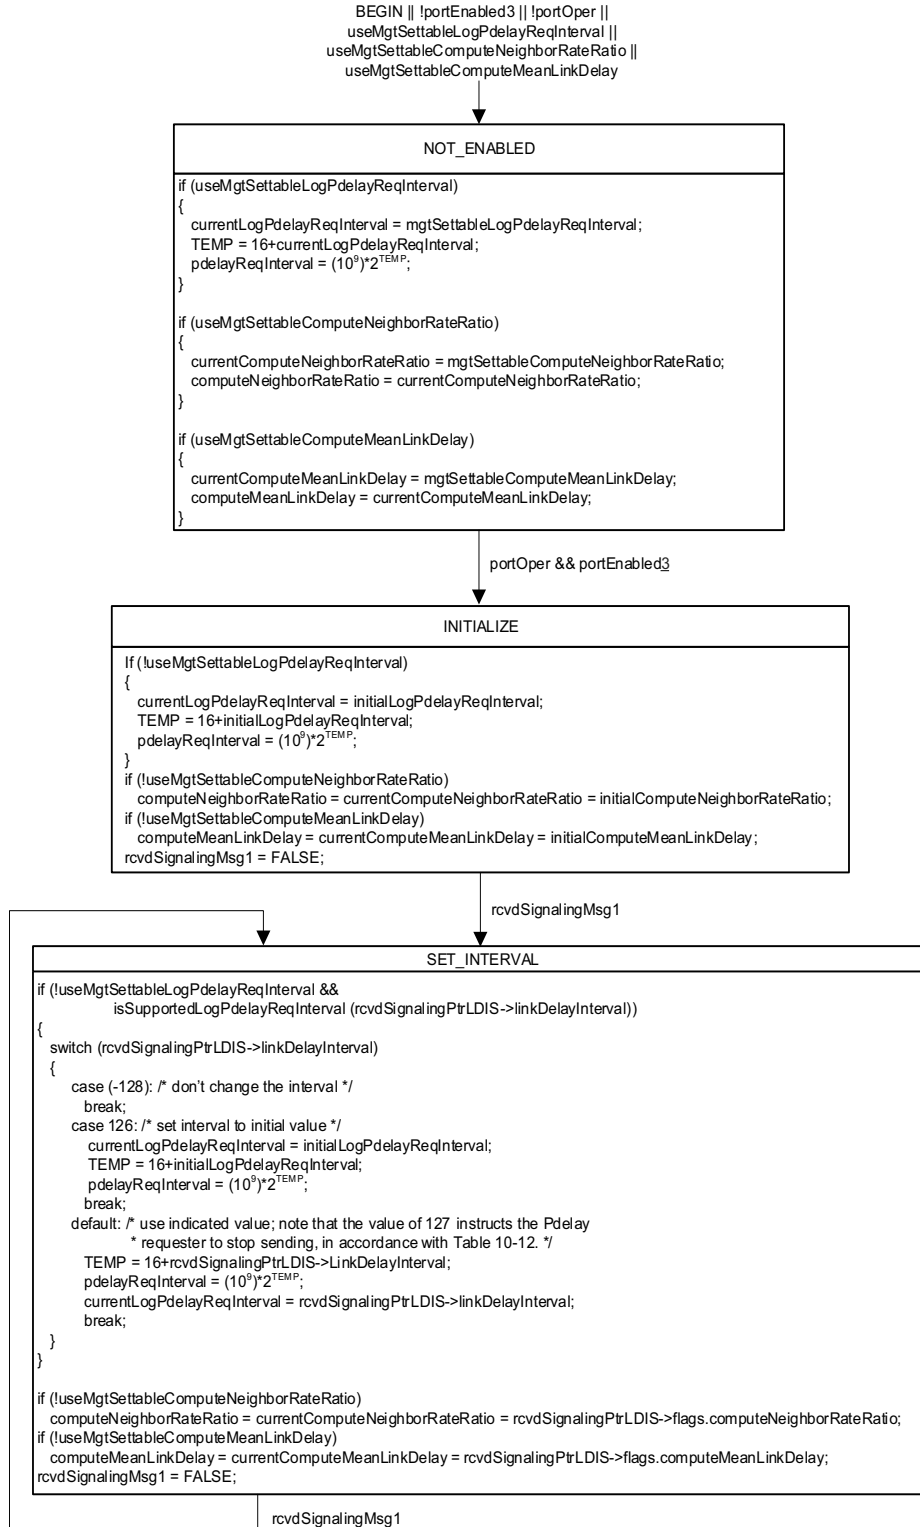 BEGIN || !portEnabled3 || !portOper ||
useMgtSettableLogPdelayReqInterval ||
useMgtSettableComputeNeighborRateRatio ||
useMgtSettableComputeMeanLinkDelay
NOT_ENABLED
if (useMgtSettableLogPdelayReqInterval)
{
currentLogPdelayReqInterval = mgtSettableLogPdelayReqInterval;
TEMP = 16+currentLogPdelayReqInterval;
pdelayReqInterval = (10⁹)*2^TEMP;
}
if (useMgtSettableComputeNeighborRateRatio)
{
currentComputeNeighborRateRatio = mgtSettableComputeNeighborRateRatio;
computeNeighborRateRatio = currentComputeNeighborRateRatio;
}
if (useMgtSettableComputeMeanLinkDelay)
{
currentComputeMeanLinkDelay = mgtSettableComputeMeanLinkDelay;
computeMeanLinkDelay = currentComputeMeanLinkDelay;
}
portOper && portEnabled3
INITIALIZE
If (!useMgtSettableLogPdelayReqInterval)
{
currentLogPdelayReqInterval = initialLogPdelayReqInterval;
TEMP = 16+initialLogPdelayReqInterval;
pdelayReqInterval = (10⁹)*2^TEMP;
}
if (!useMgtSettableComputeNeighborRateRatio)
computeNeighborRateRatio = currentComputeNeighborRateRatio = initialComputeNeighborRateRatio;
if (!useMgtSettableComputeMeanLinkDelay)
computeMeanLinkDelay = currentComputeMeanLinkDelay = initialComputeMeanLinkDelay;
rcvdSignalingMsg1 = FALSE;
rcvdSignalingMsg1
SET_INTERVAL
if (!useMgtSettableLogPdelayReqInterval &&
isSupportedLogPdelayReqInterval (rcvdSignalingPtrLDIS->linkDelayInterval))
{
switch (rcvdSignalingPtrLDIS->linkDelayInterval)
{
case (-128): /* don't change the interval */
break;
case 126: /* set interval to initial value */
currentLogPdelayReqInterval = initialLogPdelayReqInterval;
TEMP = 16+initialLogPdelayReqInterval;
pdelayReqInterval = (10⁹)*2^TEMP;
break;
default: /* use indicated value; note that the value of 127 instructs the Pdelay
* requester to stop sending, in accordance with Table 10-12. */
TEMP = 16+rcvdSignalingPtrLDIS->LinkDelayInterval;
pdelayReqInterval = (10⁹)*2^TEMP;
currentLogPdelayReqInterval = rcvdSignalingPtrLDIS->linkDelayInterval;
break;
}
}
if (!useMgtSettableComputeNeighborRateRatio)
computeNeighborRateRatio = currentComputeNeighborRateRatio = rcvdSignalingPtrLDIS->flags.computeNeighborRateRatio;
if (!useMgtSettableComputeMeanLinkDelay)
computeMeanLinkDelay = currentComputeMeanLinkDelay = rcvdSignalingPtrLDIS->flags.computeMeanLinkDelay;
rcvdSignalingMsg1 = FALSE;
rcvdSignalingMsg1